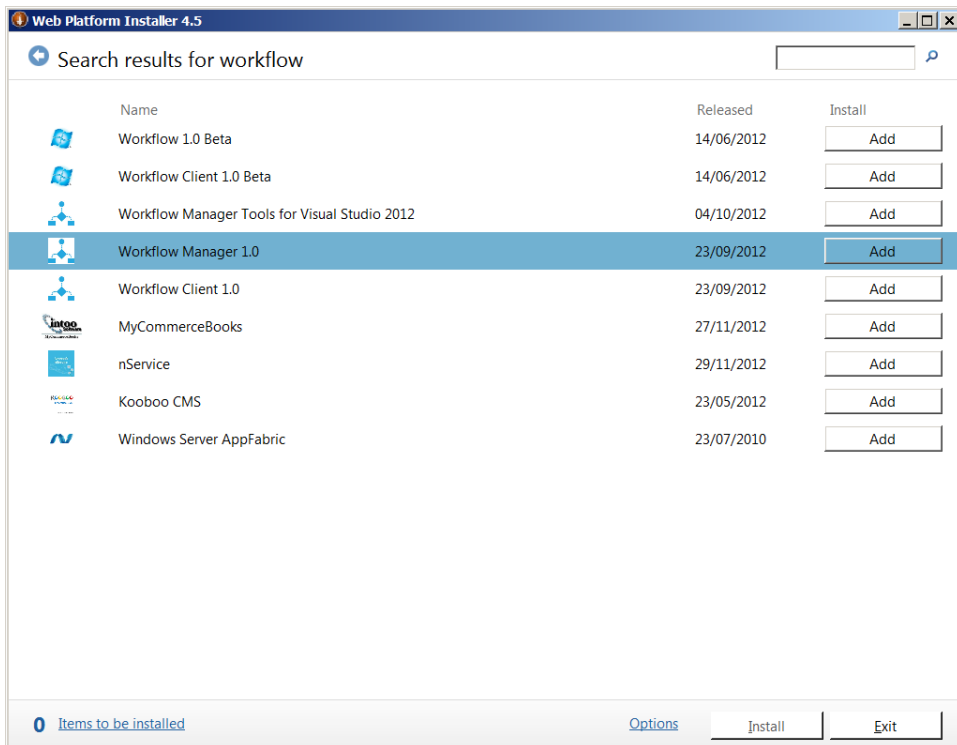 Web Platform Installer 4.5
Search results for workflow
Name Released Install
Workflow 1.0 Beta 14/06/2012 Add
Workflow Client 1.0 Beta 14/06/2012 Add
Workflow Manager Tools for Visual Studio 2012 04/10/2012 Add
Workflow Manager 1.0 23/09/2012 Add
Workflow Client 1.0 23/09/2012 Add
intoo MyCommerceBooks 27/11/2012 Add
nService 29/11/2012 Add
KOOBOO Kooboo CMS 23/05/2012 Add
Windows Server AppFabric 23/07/2010 Add
0 Items to be installed Options Install Exit